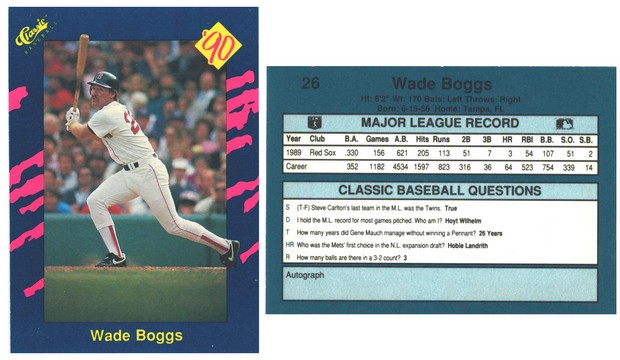 Classic
BASEBALL
'90
Wade Boggs
26
Wade Boggs
Ht: 6'2" Wt: 170 Bats: Left Throws: Right
Born: 6-15-58 Home: Tampa, FL
MAJOR LEAGUE RECORD
Year Club B.A. Games A.B. Hits Runs 2B 3B HR RBI B.B. S.O. S.B.
1989 Red Sox .330 156 621 205 113 51 7 3 54 107 51 2
Career .352 1182 4534 1597 823 316 36 64 523 754 339 14
CLASSIC BASEBALL QUESTIONS
S (T-F) Steve Carlton's last team in the M.L. was the Twins. True
D I hold the M.L. record for most games pitched. Who am I? Hoyt Wilhelm
T How many years did Gene Mauch manage without winning a Pennant? 26 Years
HR Who was the Mets' first choice in the N.L. expansion draft? Hobie Landrith
R How many balls are there in a 3-2 count? 3
Autograph